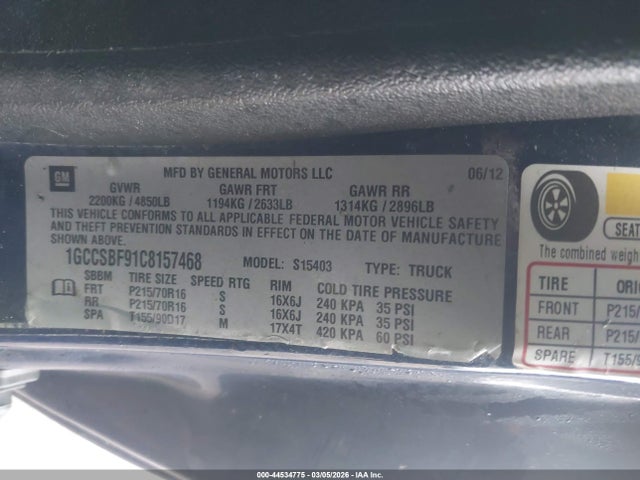 GM
MFD BY GENERAL MOTORS LLC 06/12
GVWR GAWR FRT GAWR RR
2200KG / 4850LB 1194KG / 2633LB 1314KG / 2896LB
THIS VEHICLE CONFORMS TO ALL APPLICABLE FEDERAL MOTOR VEHICLE SAFETY
AND THEFT PREVENTION STANDARDS IN EFFECT ON THE DATE OF MANUFACTURE
SHOWN ABOVE.
1GCCSBF91C8157468 MODEL: S15403 TYPE: TRUCK
SBBM TIRE SIZE SPEED RTG RIM COLD TIRE PRESSURE
FRT P215/70R16 S 16X6J 240 KPA 35 PSI
RR P215/70R16 S 16X6J 240 KPA 35 PSI
SPA T155/90D17 M 17X4T 420 KPA 60 PSI
SEAT
The combined weigh
TIRE ORI
FRONT P215/
REAR P215/
SPARE T155/
000-44534775 — 03/05/2026 — IAA Inc.